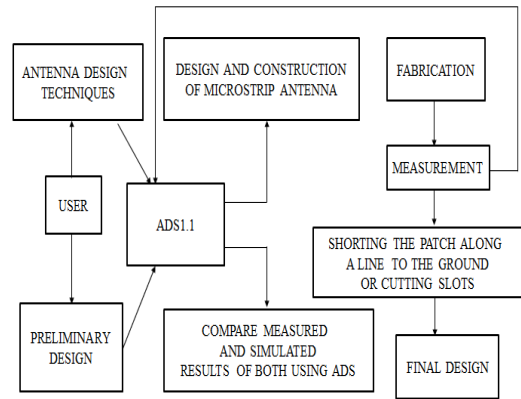 ANTENNA DESIGN
TECHNIQUES
DESIGN AND CONSTRUCTION
OF MICROSTRIP ANTENNA
FABRICATION
MEASUREMENT
USER
ADS1.1
SHORTING THE PATCH ALONG
A LINE TO THE GROUND
OR CUTTING SLOTS
PRELIMINARY
DESIGN
COMPARE MEASURED
AND SIMULATED
RESULTS OF BOTH USING ADS
FINAL DESIGN